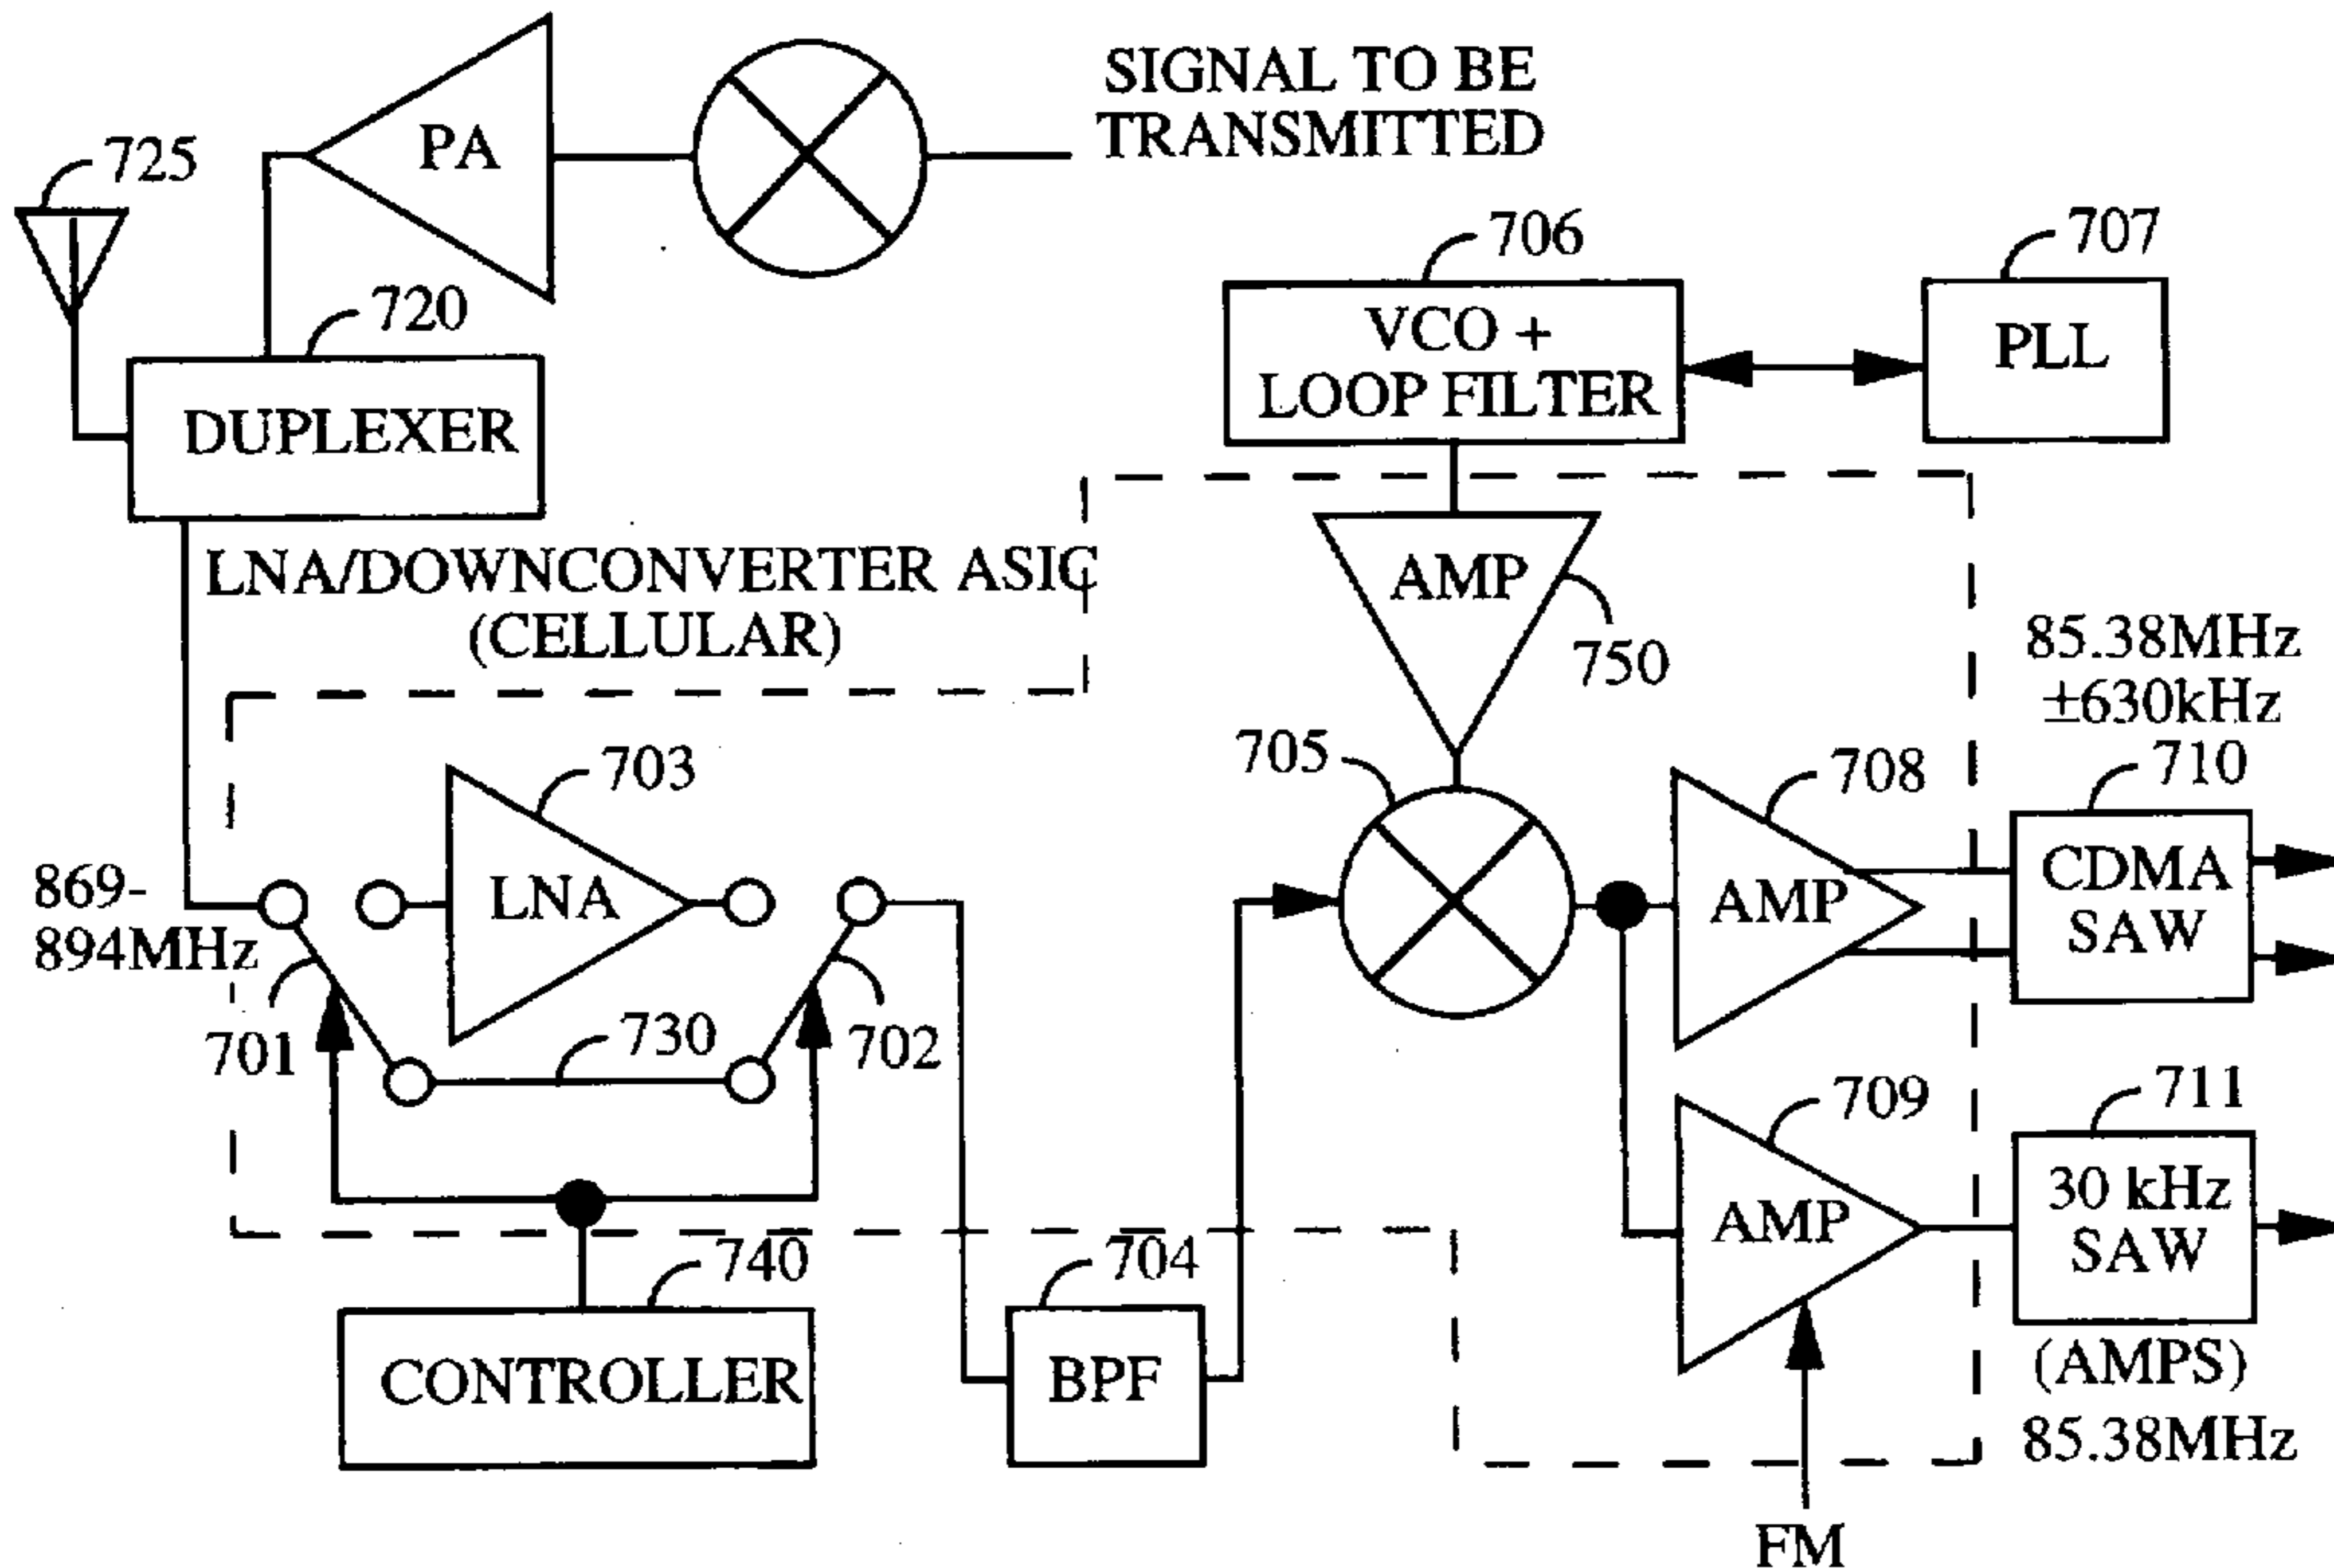 SIGNAL TO BE
TRANSMITTED
PA
725
706
707
720
VCO +
LOOP FILTER
PLL
DUPLEXER
LNA/DOWNCONVERTER ASIC
(CELLULAR)
AMP
750
85.38MHz
±630kHz
703
705
708
710
869-
894MHz
LNA
AMP
CDMA
SAW
701
730
702
709
711
AMP
30 kHz
SAW
740
704
CONTROLLER
BPF
(AMPS)
85.38MHz
FM